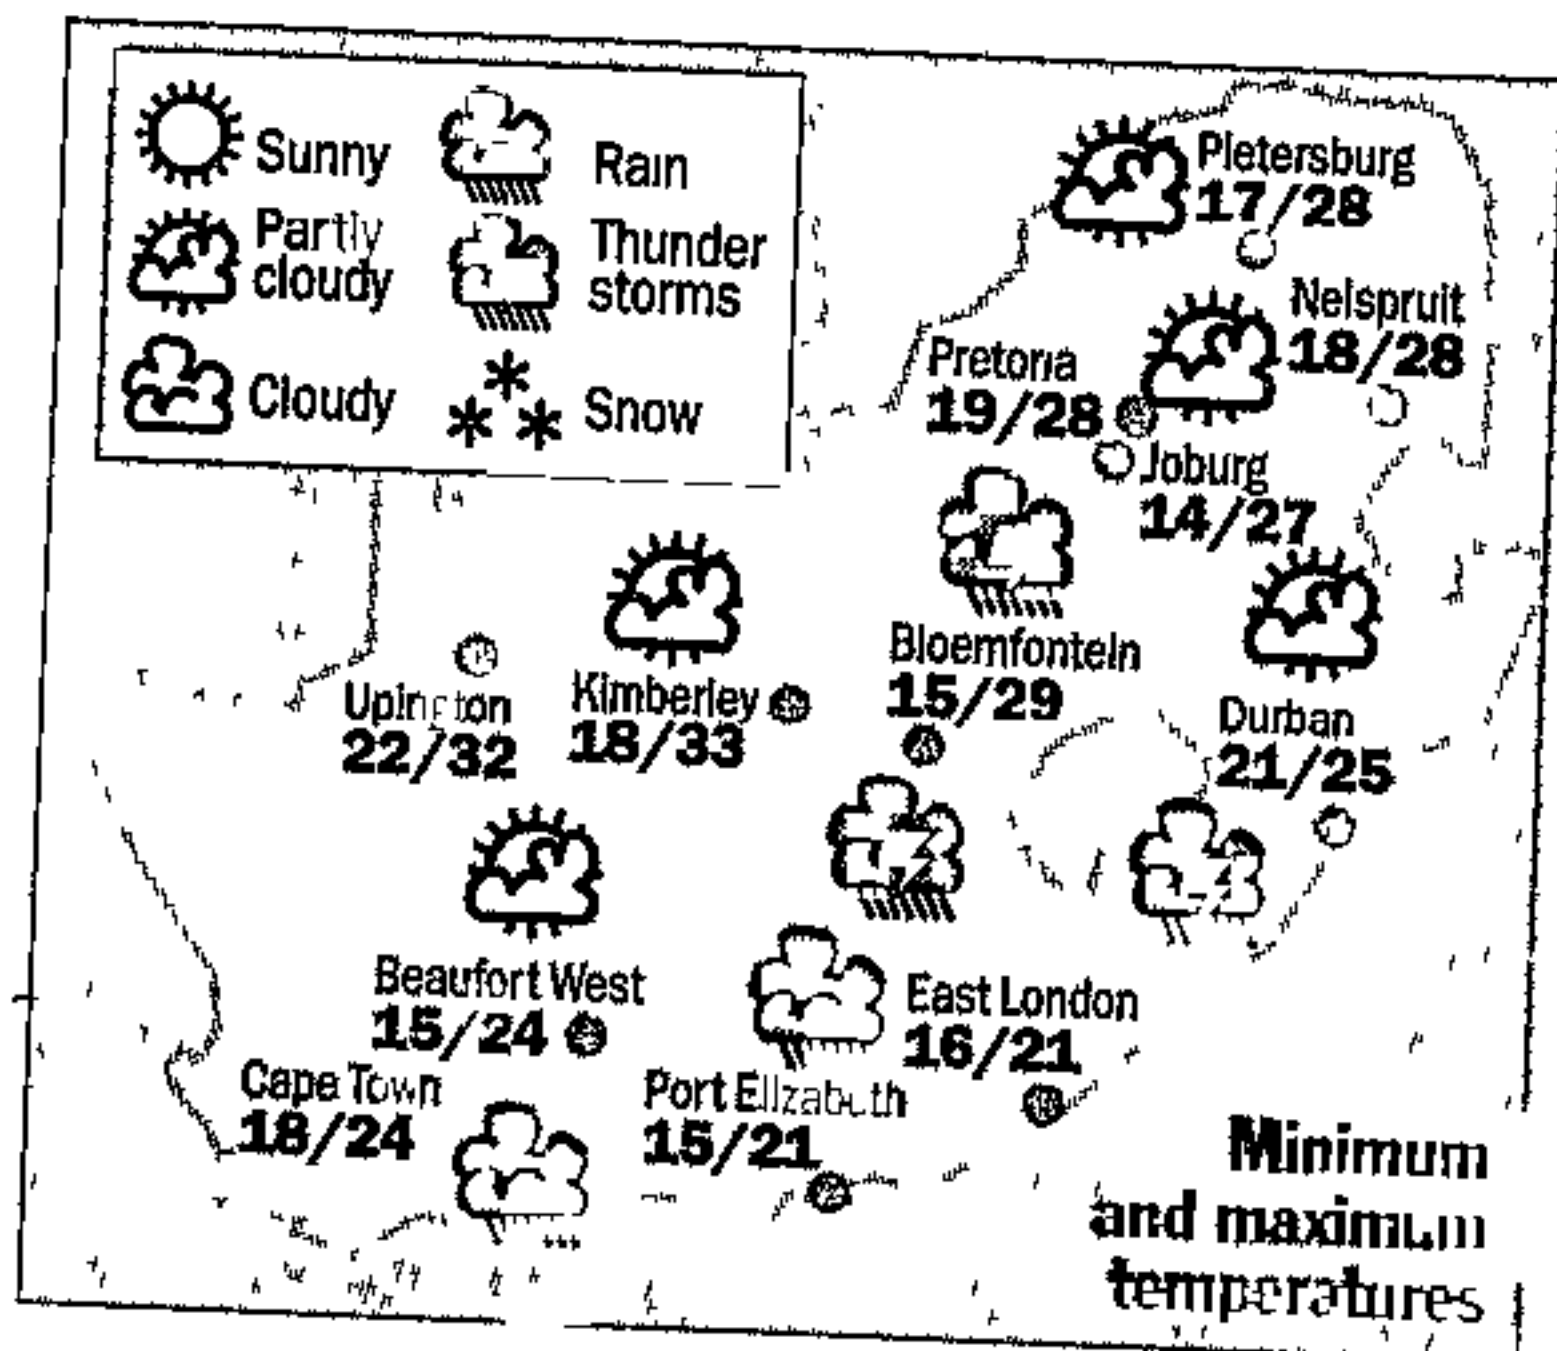 Sunny
Rain
Partly
cloudy
Thunder
storms
Cloudy
Snow
Pietersburg
17/28
Nelspruit
18/28
Pretoria
19/28
Joburg
14/27
Bloemfontein
15/29
Upington
22/32
Kimberley
18/33
Durban
21/25
Beaufort West
15/24
East London
16/21
Cape Town
18/24
Port Elizabeth
15/21
Minimum
and maximum
temperatures